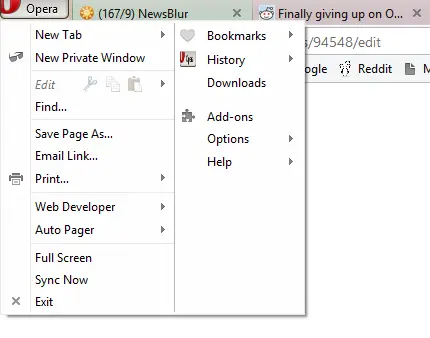 Opera
(167/9) NewsBlur
Finally giving up on O...
New Tab
New Private Window
Edit
Find...
Save Page As...
Email Link...
Print...
Web Developer
Auto Pager
Full Screen
Sync Now
Exit
Bookmarks
History
Downloads
Add-ons
Options
Help
s/94548/edit
ogle
Reddit
M